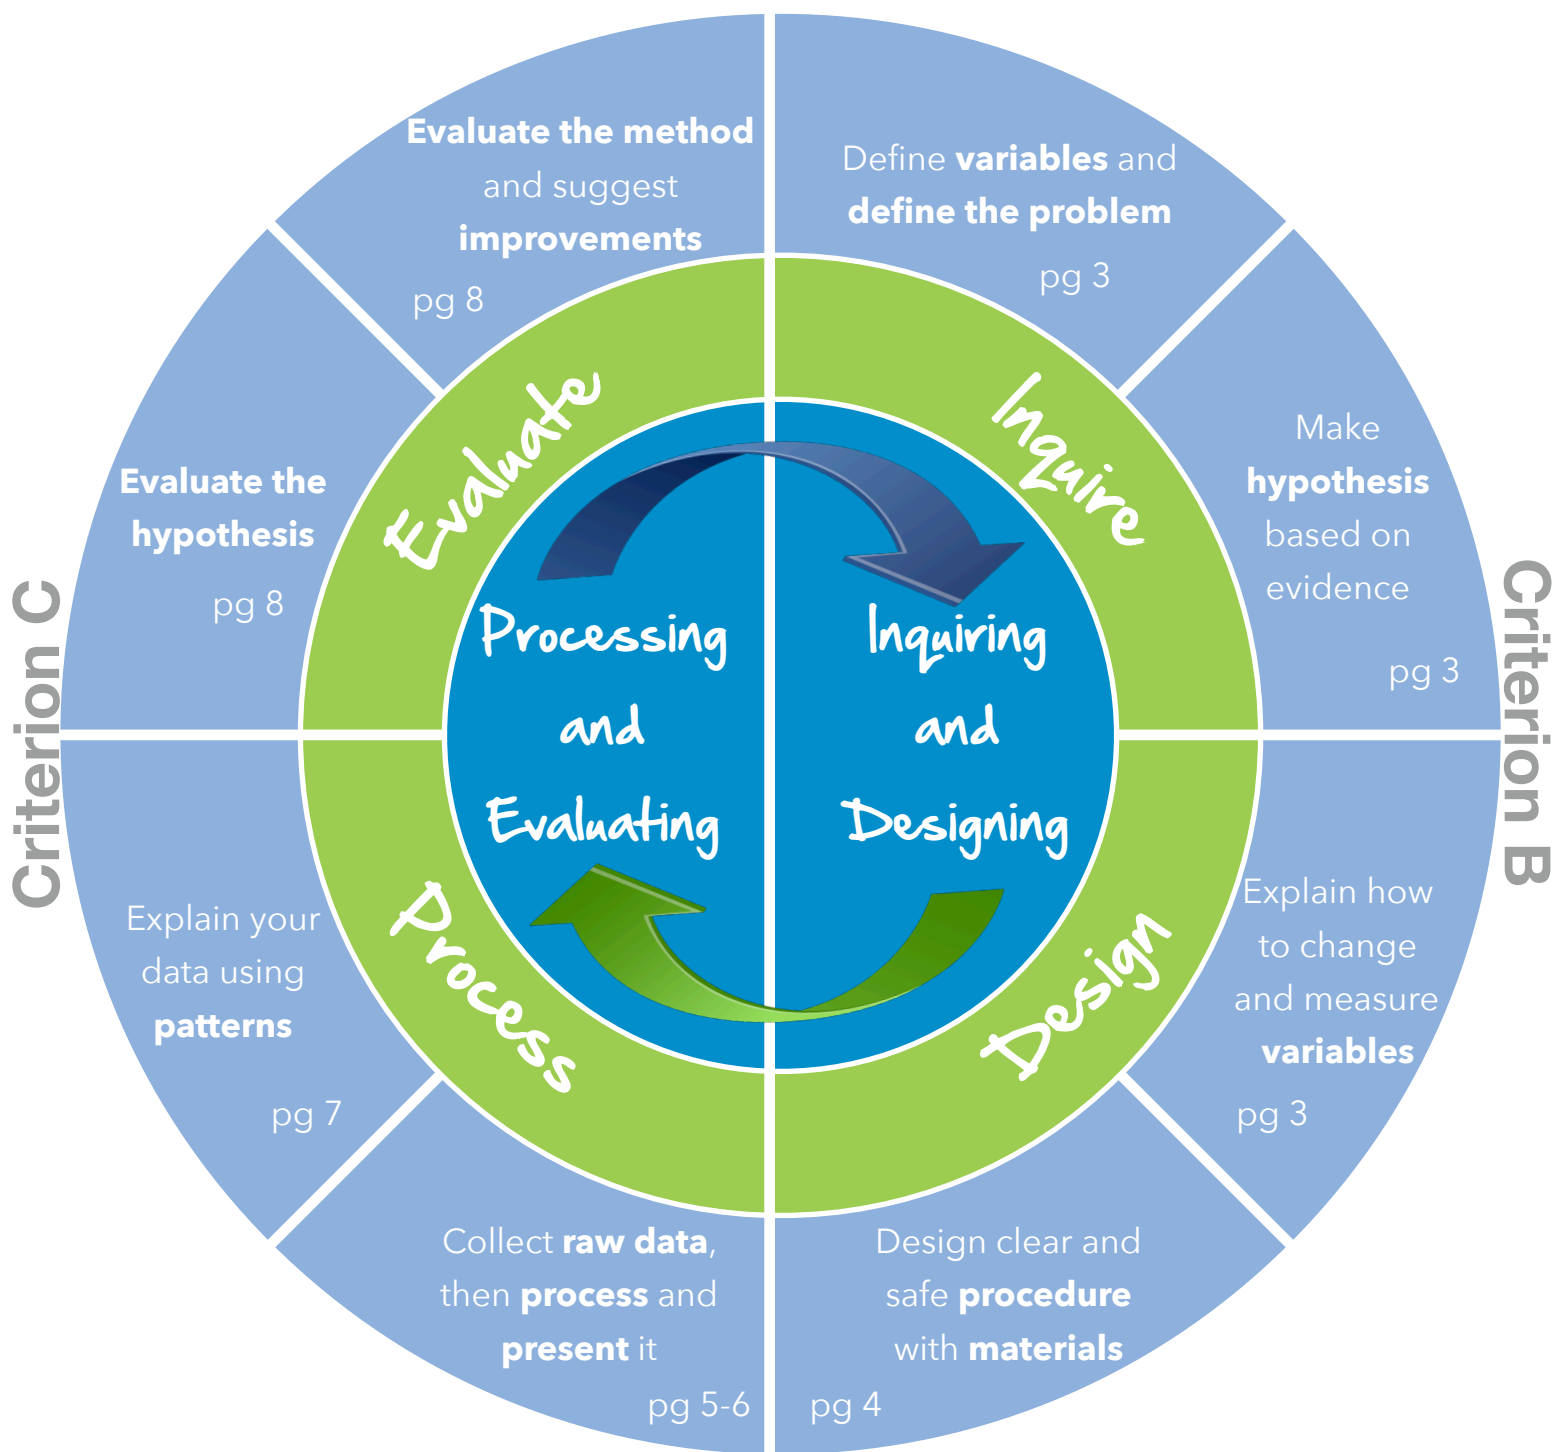 Evaluate the method
and suggest
improvements
pg 8
Define variables and
define the problem
pg 3
Make
hypothesis
based on
evidence
pg 3
Explain how
to change
and measure
variables
pg 3
Design clear and
safe procedure
with materials
pg 4
Collect raw data,
then process and
present it
pg 5-6
Explain your
data using
patterns
pg 7
Evaluate the
hypothesis
pg 8
Evaluate
Inquire
Design
Process
Processing
and
Evaluating
Inquiring
and
Designing
Criterion C
Criterion B